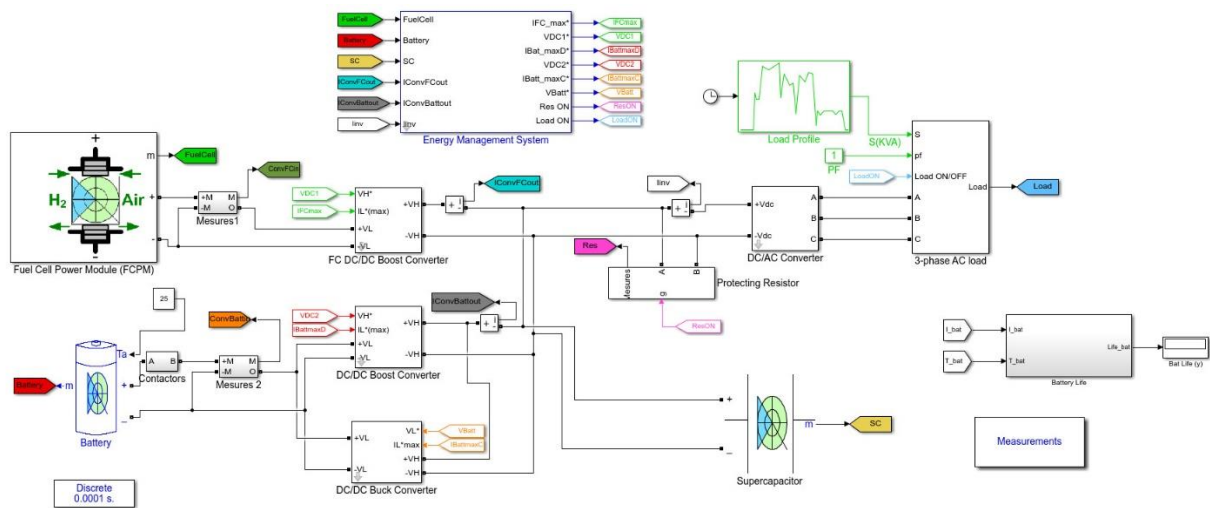 FuelCell
Battery
SC
IConvFCout
IConvBattout
Iinv
FuelCell
Battery
SC
IConvFCout
IConvBattout
Iinv
IFC_max*
VDC1*
IBat_maxD*
VDC2*
IBatt_maxC*
VBatt*
Res ON
Load ON
IFCmax
VDC1
IBattmaxD
VDC2
IBattmaxC
VBatt
ResON
LoadON
Energy Management System
Load Profile
S(KVA)
1
PF
LoadON
S
pf
Load ON/OFF
A
B
C
Load
Load
3-phase AC load
+
m
+
-
-
H2
Air
Fuel Cell Power Module (FCPM)
FuelCell
ConvFCin
+M
-M
M
O
Mesures1
VDC1
IFCmax
VH*
IL*(max)
+VL
-VL
+VH
-VH
FC DC/DC Boost Converter
IConvFCout
+
-
i
Iinv
+
-
i
+Vdc
-Vdc
A
B
C
DC/AC Converter
Res
Mesures
A
B
g
Protecting Resistor
ResON
25
Battery
m
Ta
+
_
Battery
A
B
Contactors
ConvBattin
+M
-M
M
O
Mesures 2
VDC2
IBattmaxD
VH*
IL*(max)
+VL
-VL
+VH
-VH
DC/DC Boost Converter
IConvBattout
+
-
i
+VL
-VL
VL*
IL*max
+VH
-VH
VBatt
IBattmaxC
DC/DC Buck Converter
+
_
m
SC
Supercapacitor
I_bat
T_bat
I_bat
T_bat
Life_bat
Battery Life
Bat Life (y)
Measurements
Discrete
0.0001 s.